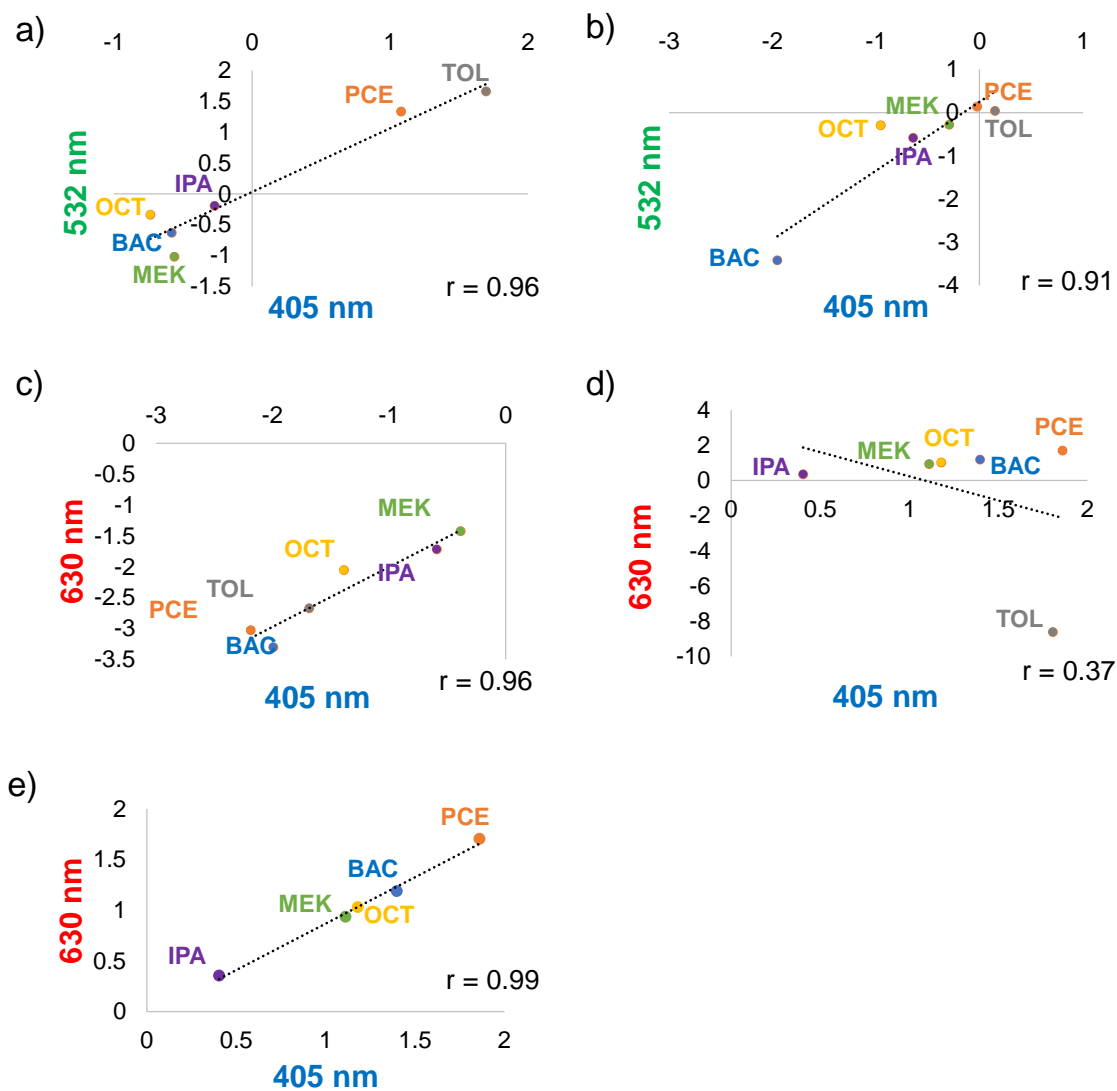 a)
-1 0 1 2
2
1.5
1
0.5
0
-0.5
-1
-1.5
TOL
PCE
IPA
OCT
BAC
MEK
532 nm
405 nm
r = 0.96
b)
-3 -2 -1 0 1
1
0
-1
-2
-3
-4
PCE
MEK
OCT
TOL
IPA
BAC
532 nm
405 nm
r = 0.91
c)
-3 -2 -1 0
0
-0.5
-1
-1.5
-2
-2.5
-3
-3.5
MEK
OCT
IPA
TOL
PCE
BAC
630 nm
405 nm
r = 0.96
d)
4
2
0
-2
-4
-6
-8
-10
0 0.5 1 1.5 2
PCE
OCT
MEK
BAC
IPA
TOL
630 nm
405 nm
r = 0.37
e)
2
1.5
1
0.5
0
0 0.5 1 1.5 2
PCE
BAC
MEK
OCT
IPA
630 nm
405 nm
r = 0.99